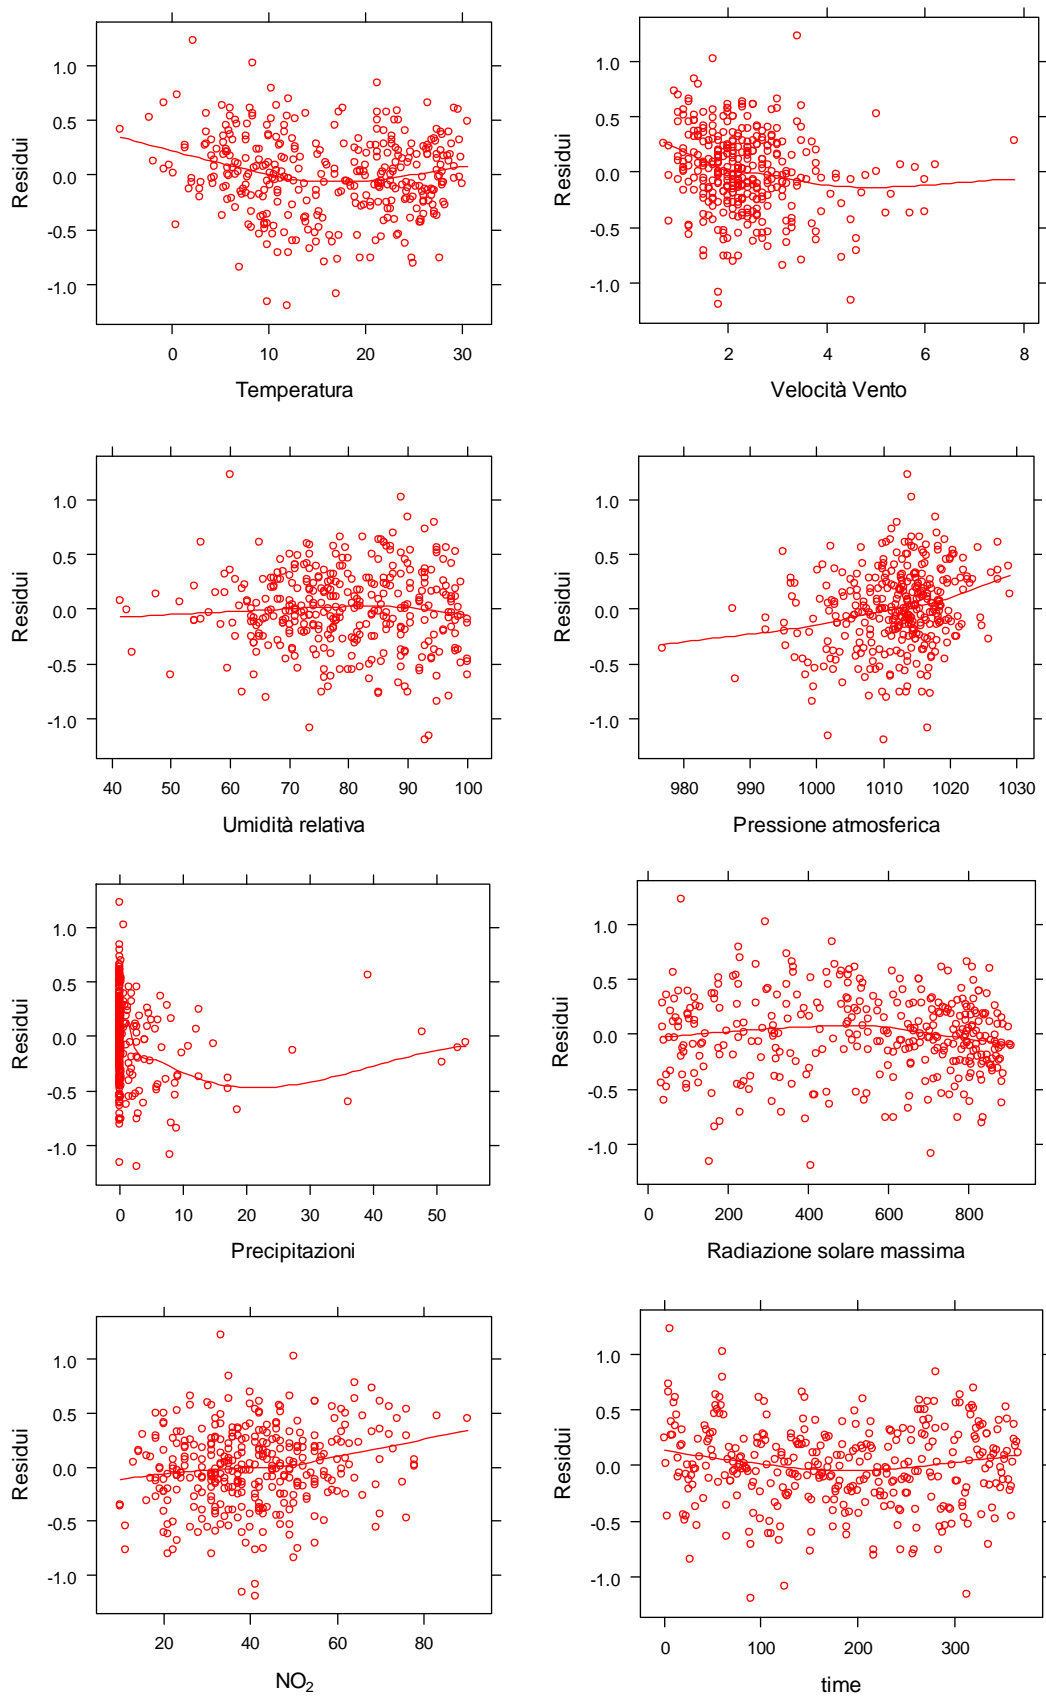 Residui
1.0
0.5
0.0
-0.5
-1.0
0 10 20 30
Temperatura
Residui
1.0
0.5
0.0
-0.5
-1.0
2 4 6 8
Velocità Vento
Residui
1.0
0.5
0.0
-0.5
-1.0
40 50 60 70 80 90 100
Umidità relativa
Residui
1.0
0.5
0.0
-0.5
-1.0
980 990 1000 1010 1020 1030
Pressione atmosferica
Residui
1.0
0.5
0.0
-0.5
-1.0
0 10 20 30 40 50
Precipitazioni
Residui
1.0
0.5
0.0
-0.5
-1.0
0 200 400 600 800
Radiazione solare massima
Residui
1.0
0.5
0.0
-0.5
-1.0
20 40 60 80
NO₂
Residui
1.0
0.5
0.0
-0.5
-1.0
0 100 200 300
time